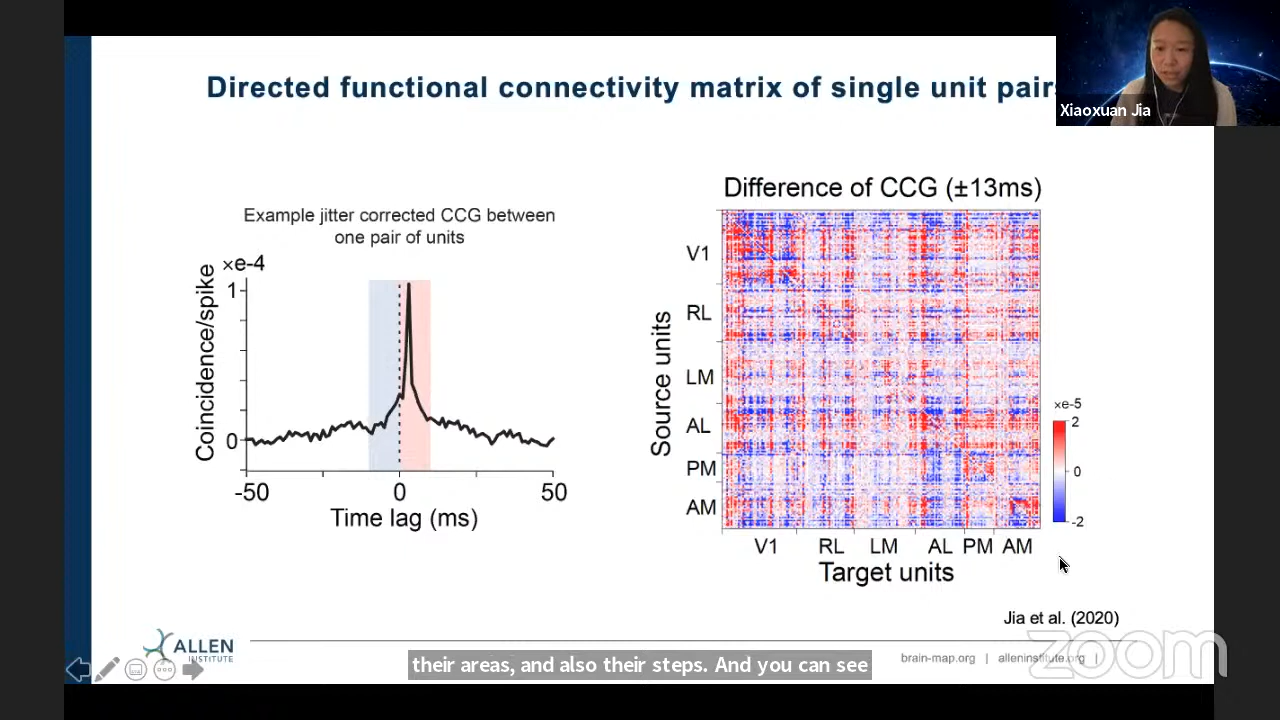 Directed functional connectivity matrix of single unit pairs
Xiaoxuan Jia
Example jitter corrected CCG between
one pair of units
×e-4
Coincidence/spike
1
0
-50
0
50
Time lag (ms)
Difference of CCG (±13ms)
Source units
V1
RL
LM
AL
PM
AM
V1 RL LM AL PM AM
Target units
×e-5
2
0
-2
Jia et al. (2020)
ALLEN
INSTITUTE
brain-map.org | alleninstitute.org |
zoom
their areas, and also their steps. And you can see